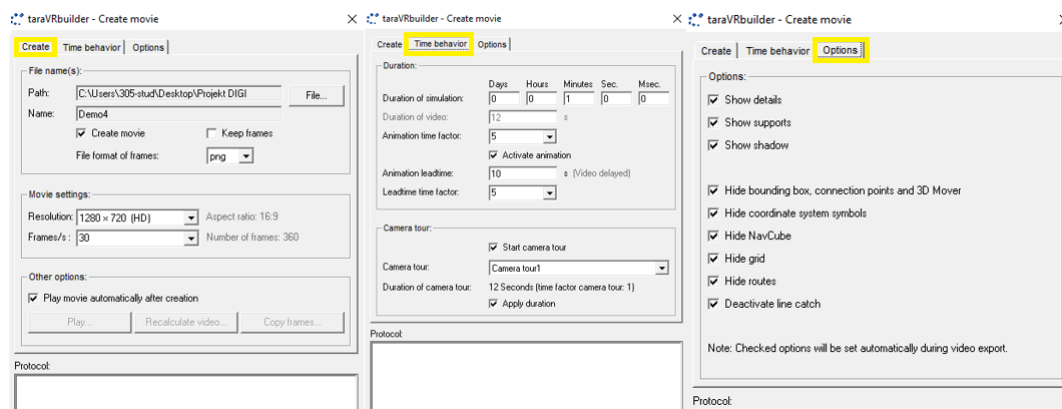 taraVRbuilder - Create movie
Create Time behavior Options
File name(s):
Path: C:\Users\305-stud\Desktop\Projekt DIGI File...
Name: Demo4
Create movie Keep frames
File format of frames: png
Movie settings:
Resolution: 1280 × 720 (HD) Aspect ratio: 16:9
Frames/s : 30 Number of frames: 360
Other options:
Play movie automatically after creation
Play... Recalculate video... Copy frames...
Protocol:
taraVRbuilder - Create movie
Create Time behavior Options
Duration:
Days Hours Minutes Sec. Msec.
Duration of simulation: 0 0 1 0 0
Duration of video: 12 s
Animation time factor: 5
Activate animation
Animation leadtime: 10 s (Video delayed)
Leadtime time factor: 5
Camera tour:
Start camera tour
Camera tour: Camera tour1
Duration of camera tour: 12 Seconds (time factor camera tour: 1)
Apply duration
Protocol:
taraVRbuilder - Create movie
Create Time behavior Options
Options:
Show details
Show supports
Show shadow
Hide bounding box, connection points and 3D Mover
Hide coordinate system symbols
Hide NavCube
Hide grid
Hide routes
Deactivate line catch
Note: Checked options will be set automatically during video export.
Protocol: